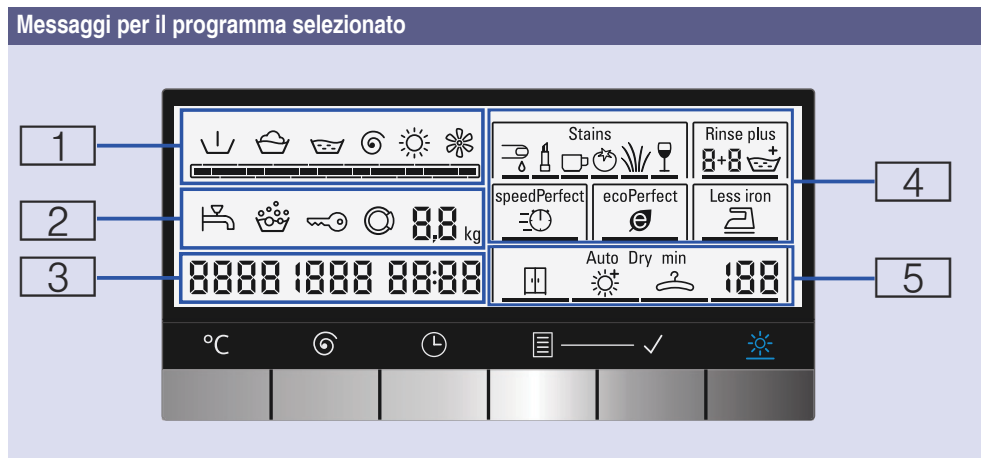 Messaggi per il programma selezionato
1
2
3
4
5
Stains
Rinse plus
8+8
speedPerfect
ecoPerfect
e
Less iron
8.8 kg
8888 1888 88:88
Auto Dry min
188
°C